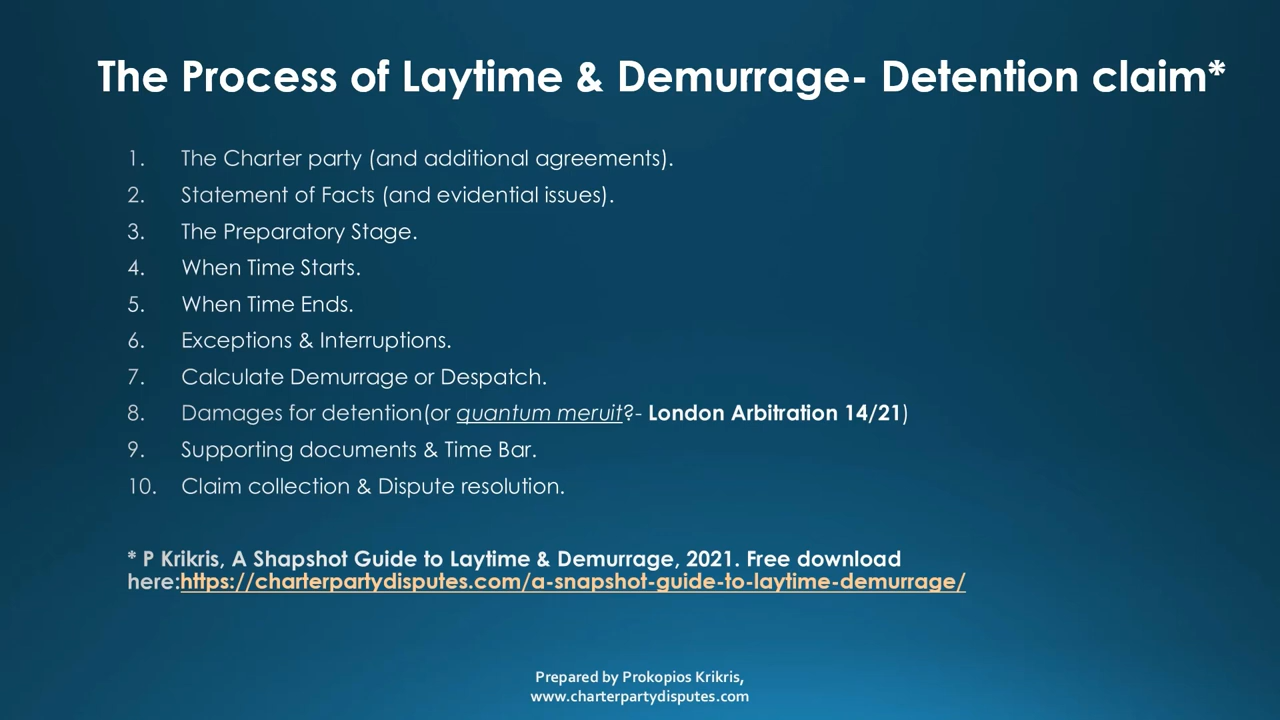 The Process of Laytime & Demurrage- Detention claim*
1. The Charter party (and additional agreements).
2. Statement of Facts (and evidential issues).
3. The Preparatory Stage.
4. When Time Starts.
5. When Time Ends.
6. Exceptions & Interruptions.
7. Calculate Demurrage or Despatch.
8. Damages for detention(or quantum meruit?- London Arbitration 14/21)
9. Supporting documents & Time Bar.
10. Claim collection & Dispute resolution.
* P Krikris, A Shapshot Guide to Laytime & Demurrage, 2021. Free download
here:https://charterpartydisputes.com/a-snapshot-guide-to-laytime-demurrage/
Prepared by Prokopios Krikris,
www.charterpartydisputes.com